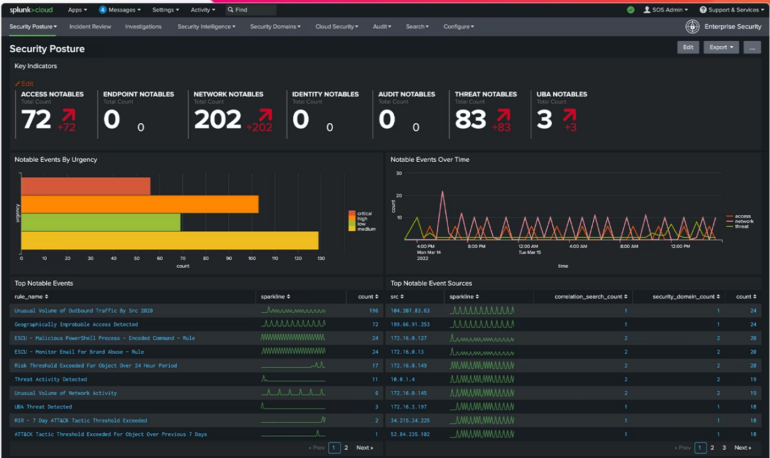 splunk>cloud Apps Messages Settings Activity Find SOS Admin Support & Services
Security Posture Incident Review Investigations Security Intelligence Security Domains Cloud Security Audit Search Configure Enterprise Security
Security Posture Edit Export ...
Key Indicators
Edit
ACCESS NOTABLES ENDPOINT NOTABLES NETWORK NOTABLES IDENTITY NOTABLES AUDIT NOTABLES THREAT NOTABLES UBA NOTABLES
Total Count Total Count Total Count Total Count Total Count Total Count Total Count
72 +72 0 0 202 +202 0 0 0 0 83 +83 3 +3
Notable Events By Urgency
urgency
critical
high
low
medium
10 20 30 40 50 60 70 80 90 100 110 120 130
count
Notable Events Over Time
30
20
10
count
access
network
threat
4:00 PM 8:00 PM 12:00 AM 4:00 AM 8:00 AM 12:00 PM
Mon Mar 14 Tue Mar 15
2022
time
Top Notable Events
rule_name sparkline count
Unusual Volume of Outbound Traffic By Src 2020 196
Geographically Improbable Access Detected 72
ESCU - Malicious PowerShell Process - Encoded Command - Rule 24
ESCU - Monitor Email For Brand Abuse - Rule 24
Risk Threshold Exceeded For Object Over 24 Hour Period 17
Threat Activity Detected 11
Unusual Volume of Network Activity 6
UBA Threat Detected 3
RSR - 7 Day ATT&CK Tactic Threshold Exceeded 2
ATT&CK Tactic Threshold Exceeded For Object Over Previous 7 Days 1
« Prev 1 2 Next »
Top Notable Event Sources
src sparkline correlation_search_count security_domain_count count
104.207.83.63 1 1 24
193.66.91.252 1 1 24
172.16.0.127 2 2 20
172.16.0.13 2 2 20
172.16.0.149 2 2 20
10.0.1.4 2 2 19
172.16.0.145 2 2 19
172.16.3.197 1 1 18
34.215.24.225 1 1 18
52.84.235.102 1 1 18
« Prev 1 2 3 Next »